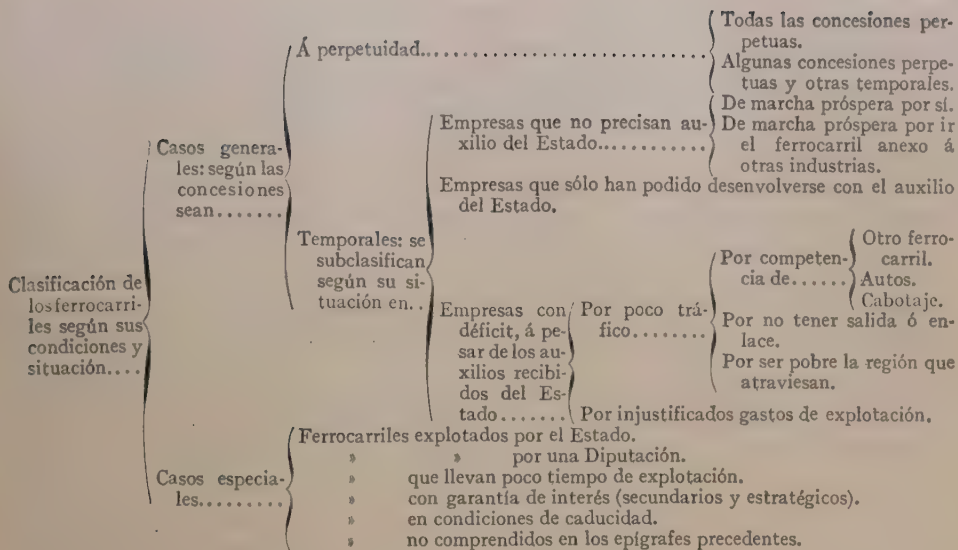 Clasificación de
los ferrocarri-
les según sus
condiciones y
situación....
Casos genera-
les: según las
concesiones
sean.......
Á perpetuidad......................................
Todas las concesiones per-
petuas.
Algunas concesiones perpe-
tuas y otras temporales.
Temporales: se
subclasifican
según su si-
tuación en..
Empresas que no precisan au-
xilio del Estado...........
De marcha próspera por sí.
De marcha próspera por ir
el ferrocarril anexo á
otras industrias.
Empresas que sólo han podido desenvolverse con el auxilio
del Estado.
Empresas con
déficit, á pe-
sar de los au-
xilios recibi-
dos del Es-
tado.......
Por poco trá-
fico........
Por competen-
cia de......
Otro ferro-
carril.
Autos.
Cabotaje.
Por no tener salida ó en-
lace.
Por ser pobre la región que
atraviesan.
Por injustificados gastos de explotación.
Casos especia-
les.........
Ferrocarriles explotados por el Estado.
» » por una Diputación.
» que llevan poco tiempo de explotación.
» con garantía de interés (secundarios y estratégicos).
» en condiciones de caducidad.
» no comprendidos en los epígrafes precedentes.